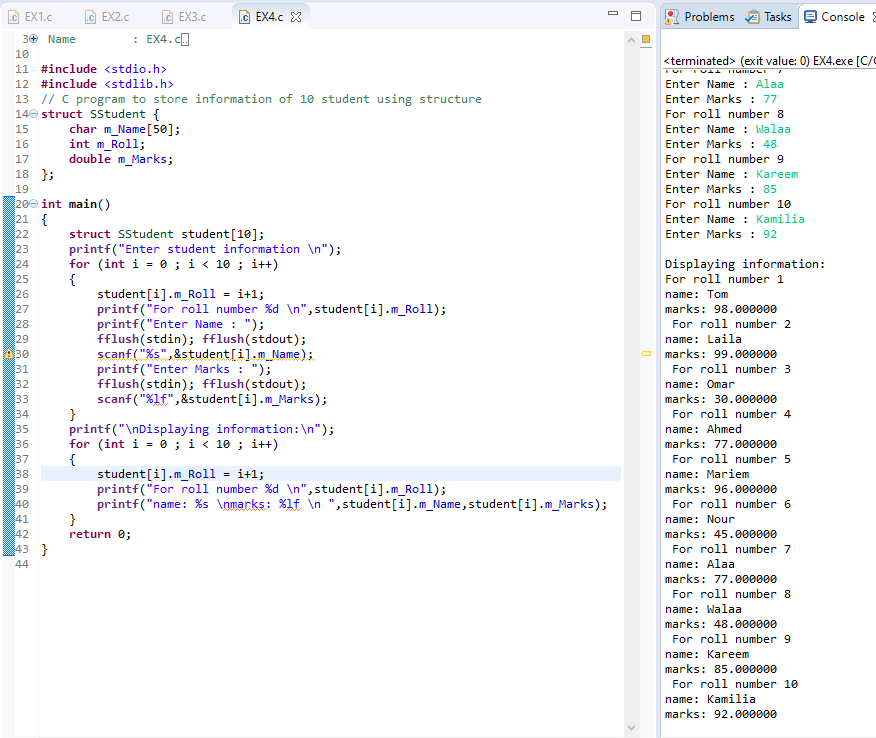 EX1.c EX2.c EX3.c EX4.c
3 Name : EX4.c
10
11 #include <stdio.h>
12 #include <stdlib.h>
13 // C program to store information of 10 student using structure
14 struct SStudent {
15 char m_Name[50];
16 int m_Roll;
17 double m_Marks;
18 };
19
20 int main()
21 {
22 struct SStudent student[10];
23 printf("Enter student information \n");
24 for (int i = 0 ; i < 10 ; i++)
25 {
26 student[i].m_Roll = i+1;
27 printf("For roll number %d \n",student[i].m_Roll);
28 printf("Enter Name : ");
29 fflush(stdin); fflush(stdout);
30 scanf("%s",&student[i].m_Name);
31 printf("Enter Marks : ");
32 fflush(stdin); fflush(stdout);
33 scanf("%lf",&student[i].m_Marks);
34 }
35 printf("\nDisplaying information:\n");
36 for (int i = 0 ; i < 10 ; i++)
37 {
38 student[i].m_Roll = i+1;
39 printf("For roll number %d \n",student[i].m_Roll);
40 printf("name: %s \nmarks: %lf \n ",student[i].m_Name,student[i].m_Marks);
41 }
42 return 0;
43 }
44
Problems Tasks Console
<terminated> (exit value: 0) EX4.exe [C/C
For roll number 7
Enter Name : Alaa
Enter Marks : 77
For roll number 8
Enter Name : Walaa
Enter Marks : 48
For roll number 9
Enter Name : Kareem
Enter Marks : 85
For roll number 10
Enter Name : Kamilia
Enter Marks : 92
Displaying information:
For roll number 1
name: Tom
marks: 98.000000
For roll number 2
name: Laila
marks: 99.000000
For roll number 3
name: Omar
marks: 30.000000
For roll number 4
name: Ahmed
marks: 77.000000
For roll number 5
name: Mariem
marks: 96.000000
For roll number 6
name: Nour
marks: 45.000000
For roll number 7
name: Alaa
marks: 77.000000
For roll number 8
name: Walaa
marks: 48.000000
For roll number 9
name: Kareem
marks: 85.000000
For roll number 10
name: Kamilia
marks: 92.000000